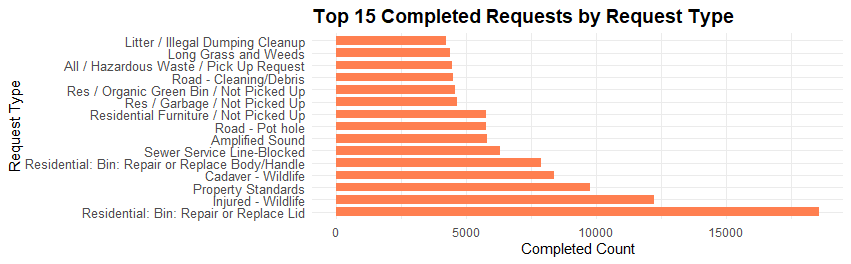 Top 15 Completed Requests by Request Type
Request Type
Litter / Illegal Dumping Cleanup
Long Grass and Weeds
All / Hazardous Waste / Pick Up Request
Road - Cleaning/Debris
Res / Organic Green Bin / Not Picked Up
Res / Garbage / Not Picked Up
Residential Furniture / Not Picked Up
Road - Pot hole
Amplified Sound
Sewer Service Line-Blocked
Residential: Bin: Repair or Replace Body/Handle
Cadaver - Wildlife
Property Standards
Injured - Wildlife
Residential: Bin: Repair or Replace Lid
0 5000 10000 15000
Completed Count